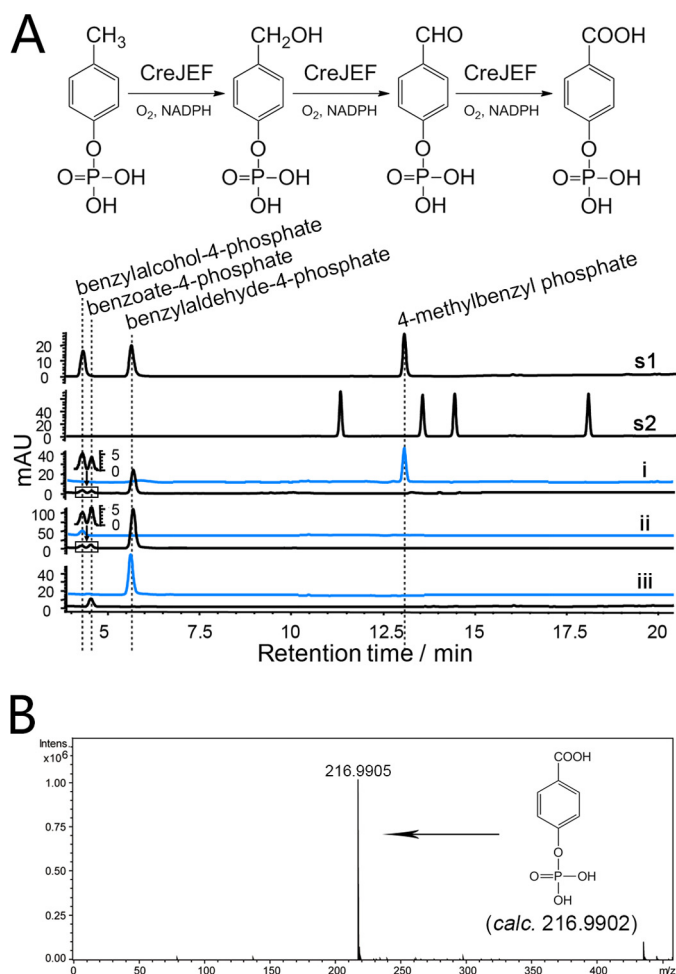 A
CH3 CH2OH CHO COOH
CreJEF CreJEF CreJEF
O2, NADPH O2, NADPH O2, NADPH
O O O O
O=P-OH O=P-OH O=P-OH O=P-OH
OH OH OH OH
benzylalcohol-4-phosphate
benzoate-4-phosphate
benzylaldehyde-4-phosphate
4-methylbenzyl phosphate
20
10
0
s1
40
20
0
s2
mAU
5
0
40
20
0
i
5
0
100
50
0
ii
40
20
0
iii
5 7.5 10 12.5 15 17.5 20
Retention time / min
B
Intens.
x10^6
1.00
0.75
0.50
0.25
0.00
216.9905
COOH
O
O=P-OH
OH
(calc. 216.9902)
0 50 100 150 200 250 300 350 400 m/z